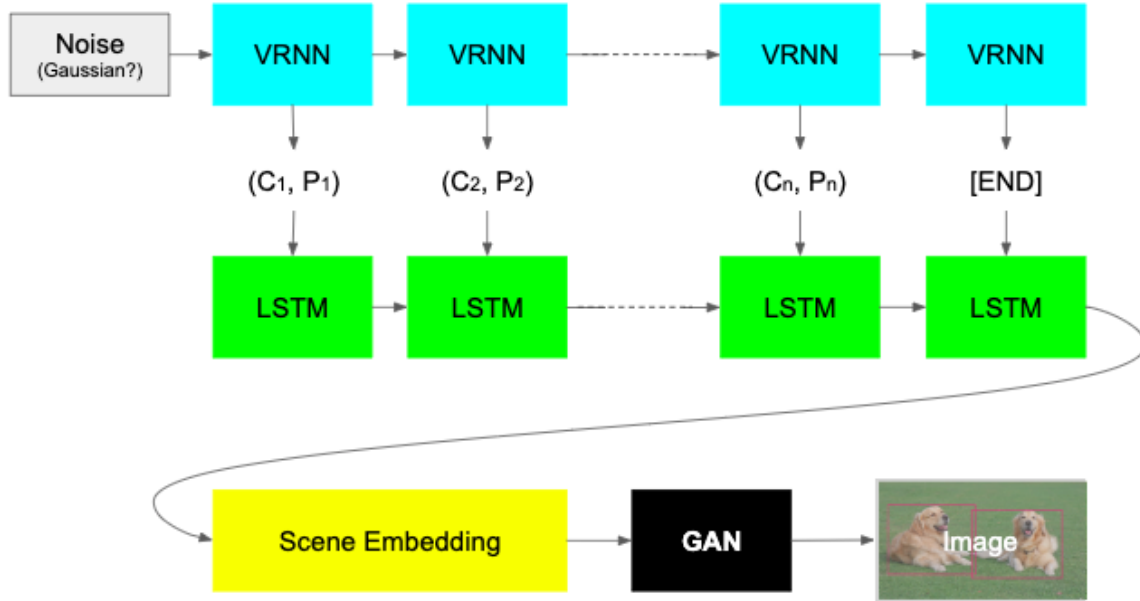 Noise
(Gaussian?)
VRNN
VRNN
VRNN
VRNN
(C₁, P₁)
(C₂, P₂)
(Cₙ, Pₙ)
[END]
LSTM
LSTM
LSTM
LSTM
Scene Embedding
GAN
Image